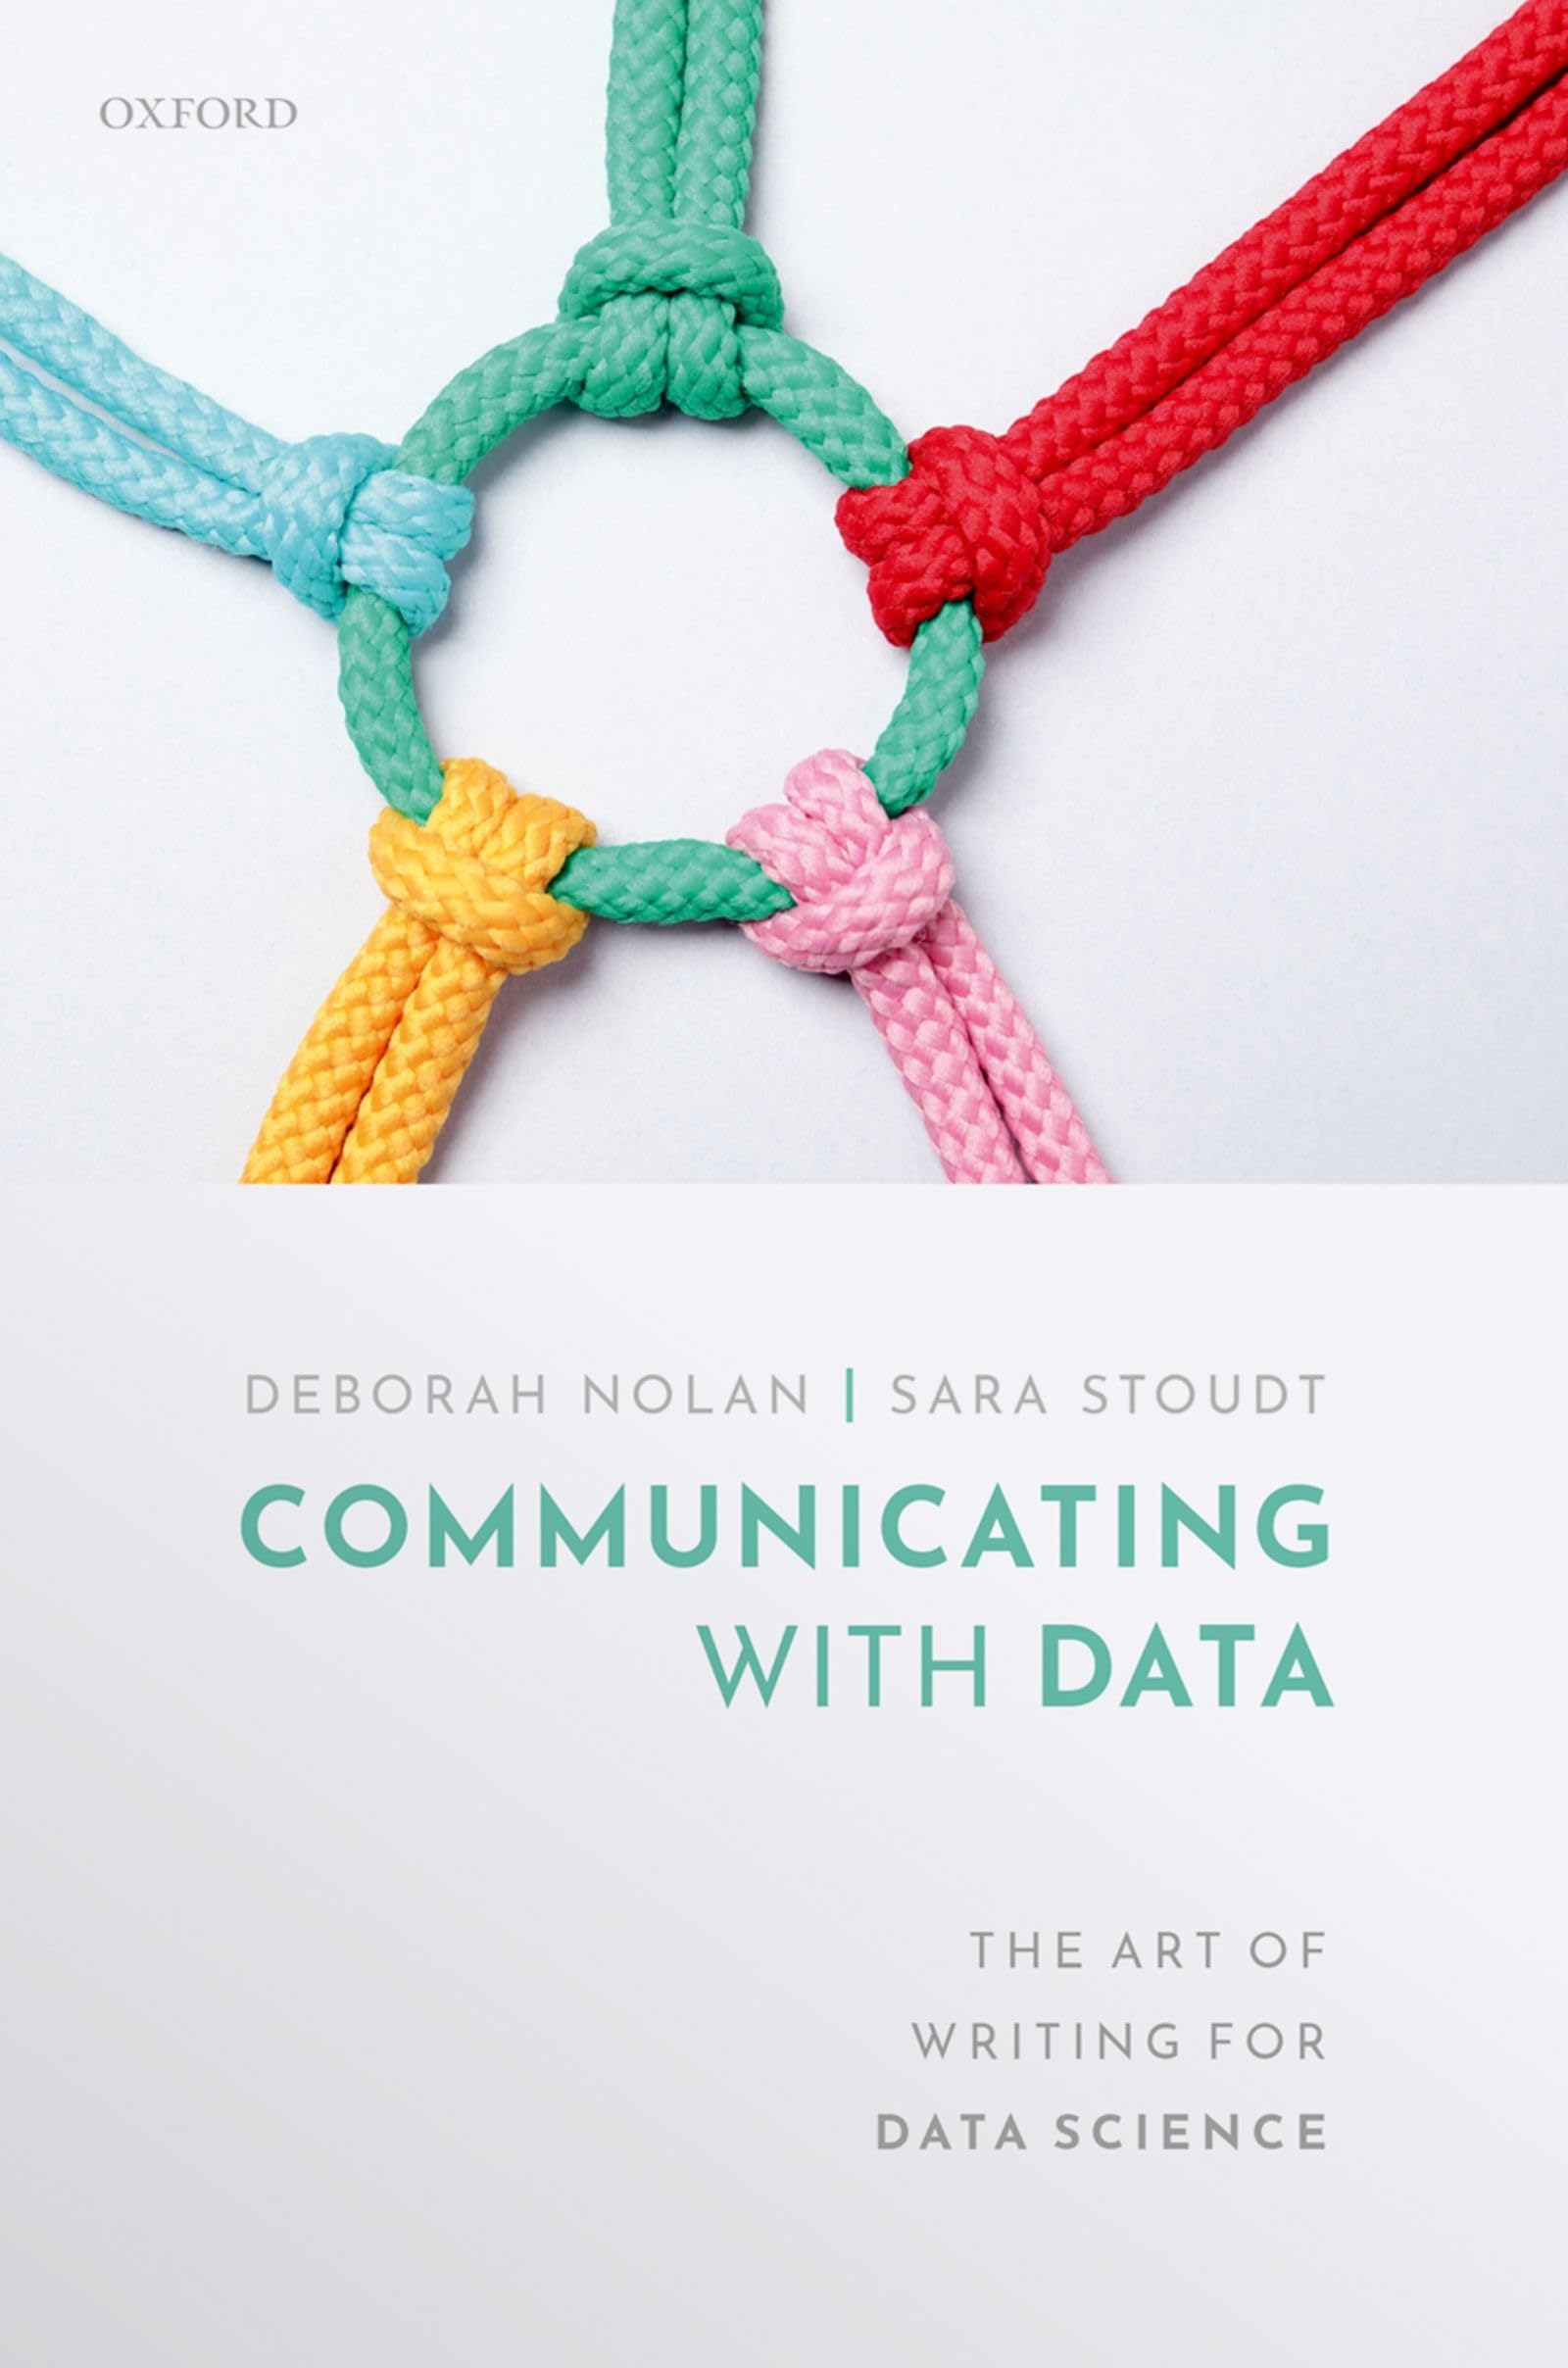 OXFORD
DEBORAH NOLAN | SARA STOUDT
COMMUNICATING
WITH DATA
THE ART OF
WRITING FOR
DATA SCIENCE